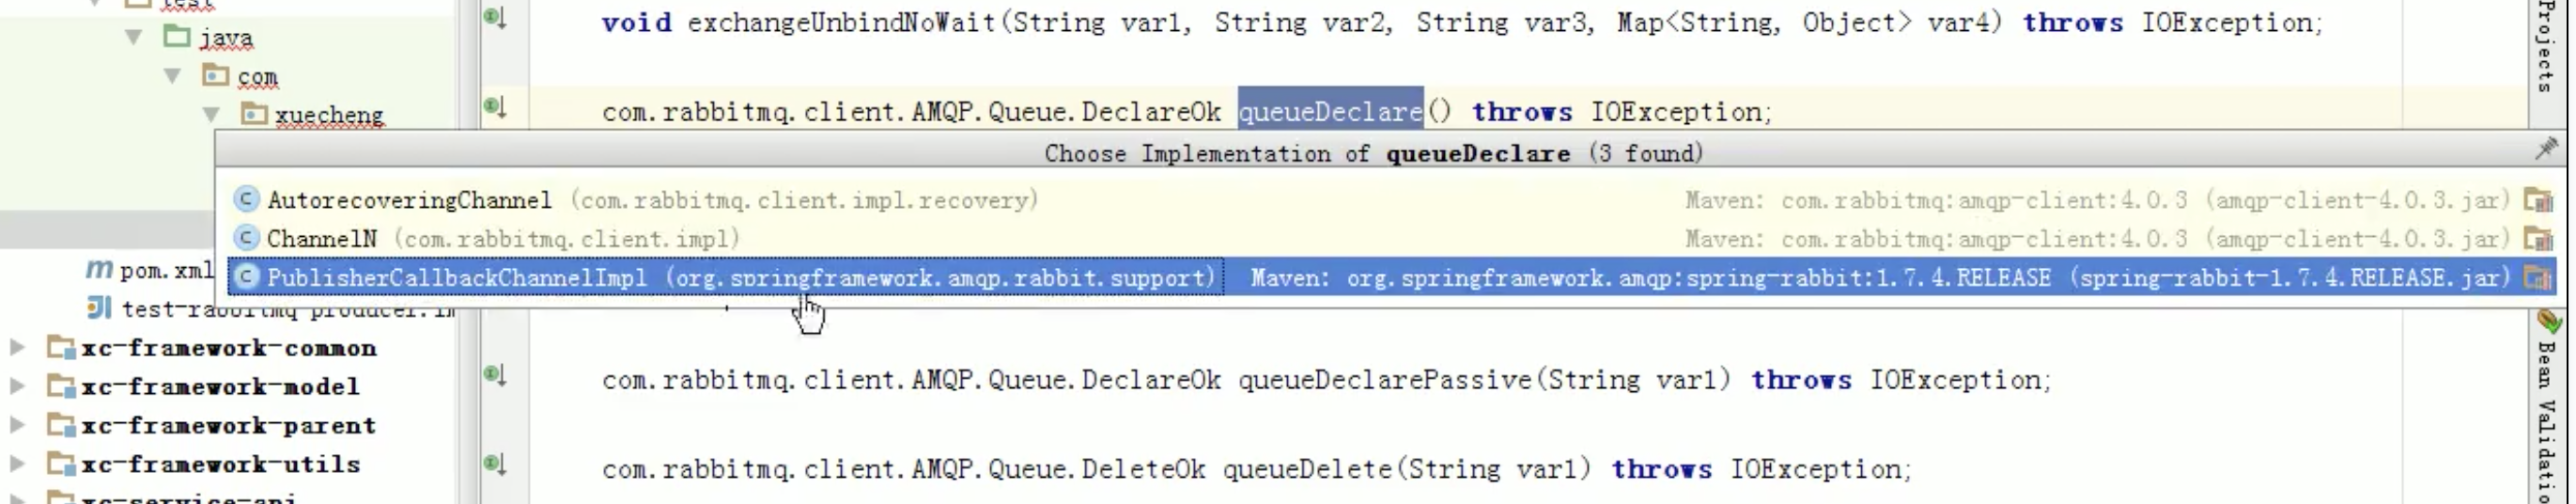 test
java
com
xuecheng
pom.xml
xc-framework-common
xc-framework-model
xc-framework-parent
xc-framework-utils
xc-service-api
void exchangeUnbindNoWait(String var1, String var2, String var3, Map<String, Object> var4) throws IOException;
com.rabbitmq.client.AMQP.Queue.DeclareOk queueDeclare() throws IOException;
Choose Implementation of queueDeclare (3 found)
AutorecoveringChannel (com.rabbitmq.client.impl.recovery) Maven: com.rabbitmq:amqp-client:4.0.3 (amqp-client-4.0.3.jar)
ChannelN (com.rabbitmq.client.impl) Maven: com.rabbitmq:amqp-client:4.0.3 (amqp-client-4.0.3.jar)
PublisherCallbackChannelImpl (org.springframework.amqp.rabbit.support) Maven: org.springframework.amqp:spring-rabbit:1.7.4.RELEASE (spring-rabbit-1.7.4.RELEASE.jar)
com.rabbitmq.client.AMQP.Queue.DeclareOk queueDeclarePassive(String var1) throws IOException;
com.rabbitmq.client.AMQP.Queue.DeleteOk queueDelete(String var1) throws IOException;
Projects
Bean Validatio